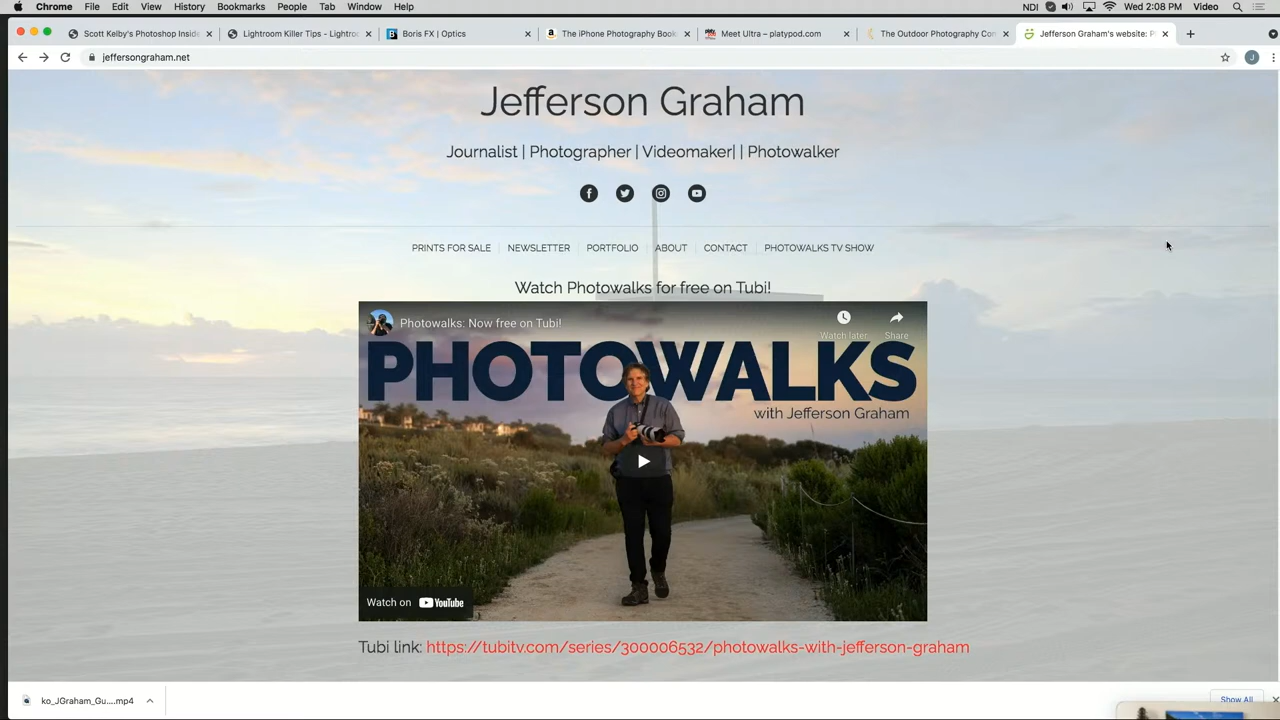 Chrome File Edit View History Bookmarks People Tab Window Help NDI Wed 2:08 PM Video
Scott Kelby's Photoshop Inside Lightroom Killer Tips - Lightroo Boris FX | Optics The iPhone Photography Book Meet Ultra – platypod.com The Outdoor Photography Con Jefferson Graham's website: P
jeffersongraham.net J
Jefferson Graham
Journalist | Photographer | Videomaker| | Photowalker
PRINTS FOR SALE NEWSLETTER PORTFOLIO ABOUT CONTACT PHOTOWALKS TV SHOW
Watch Photowalks for free on Tubi!
Photowalks: Now free on Tubi!
Watch later Share
PHOTOWALKS
with Jefferson Graham
Watch on YouTube
Tubi link: https://tubitv.com/series/300006532/photowalks-with-jefferson-graham
ko_JGraham_Gu....mp4 Show All